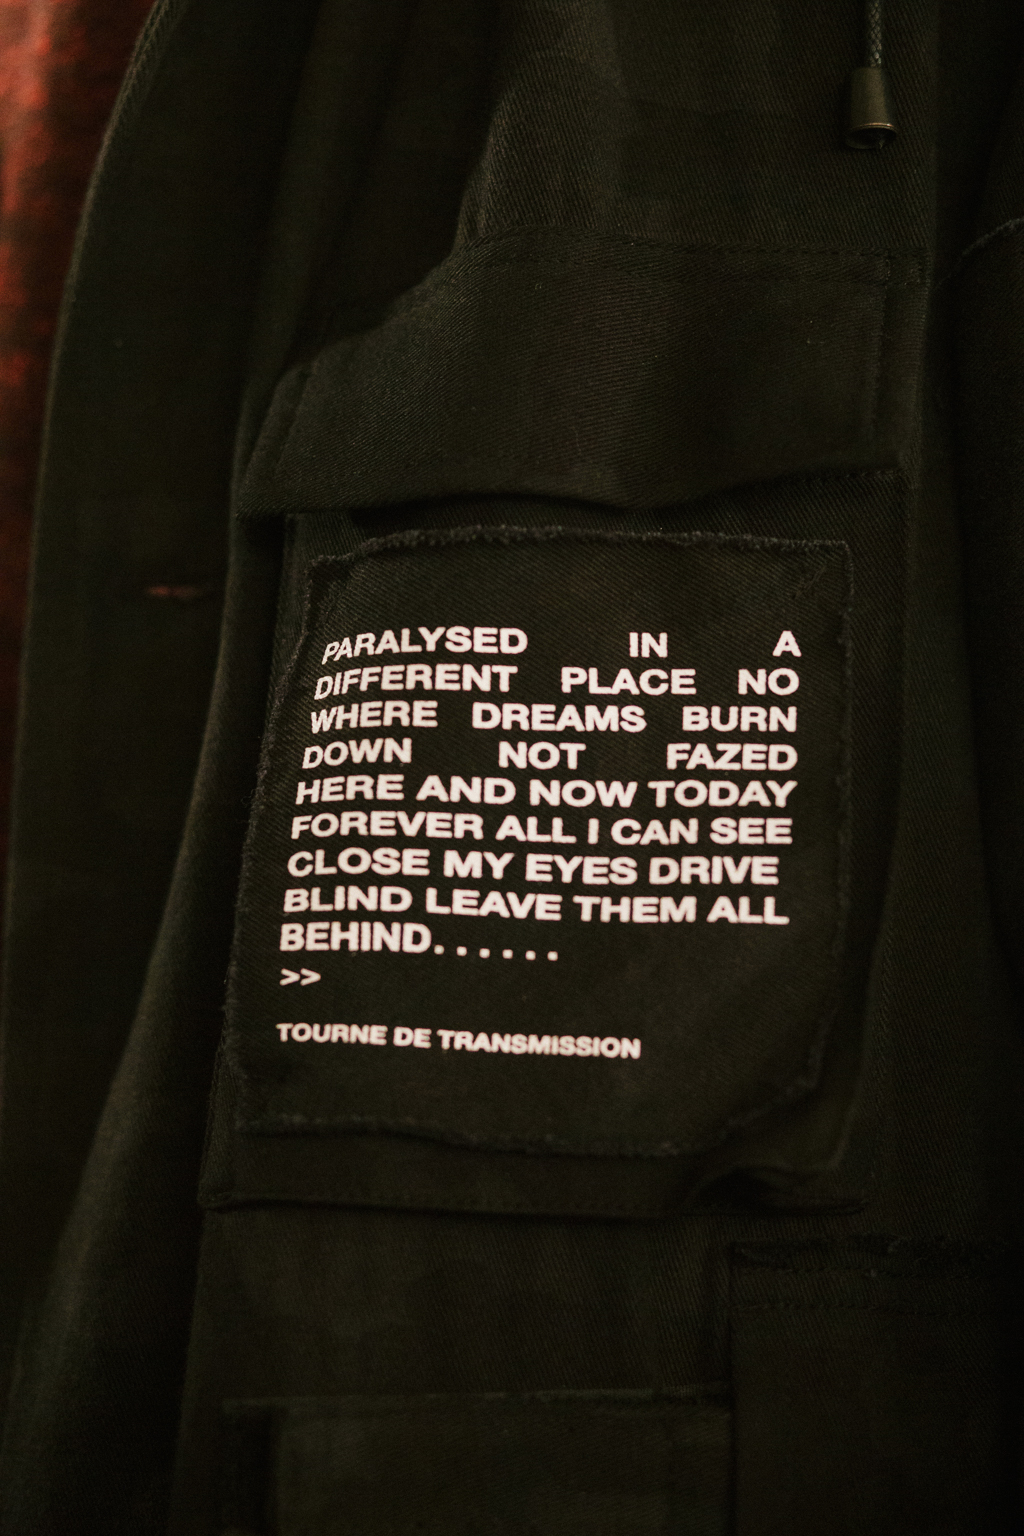 PARALYSED IN A
DIFFERENT PLACE NO
WHERE DREAMS BURN
DOWN NOT FAZED
HERE AND NOW TODAY
FOREVER ALL I CAN SEE
CLOSE MY EYES DRIVE
BLIND LEAVE THEM ALL
BEHIND......
>>
TOURNE DE TRANSMISSION